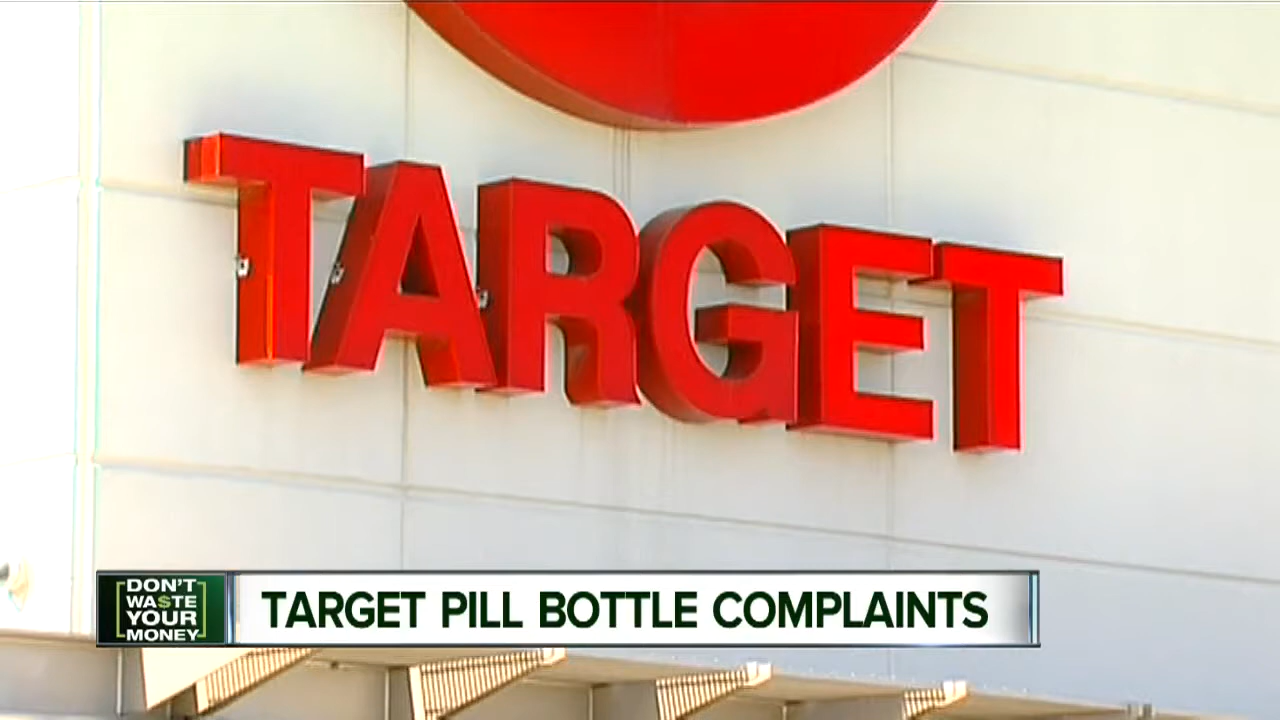 TARGET
DON'T
WA$TE
YOUR
MONEY
TARGET PILL BOTTLE COMPLAINTS